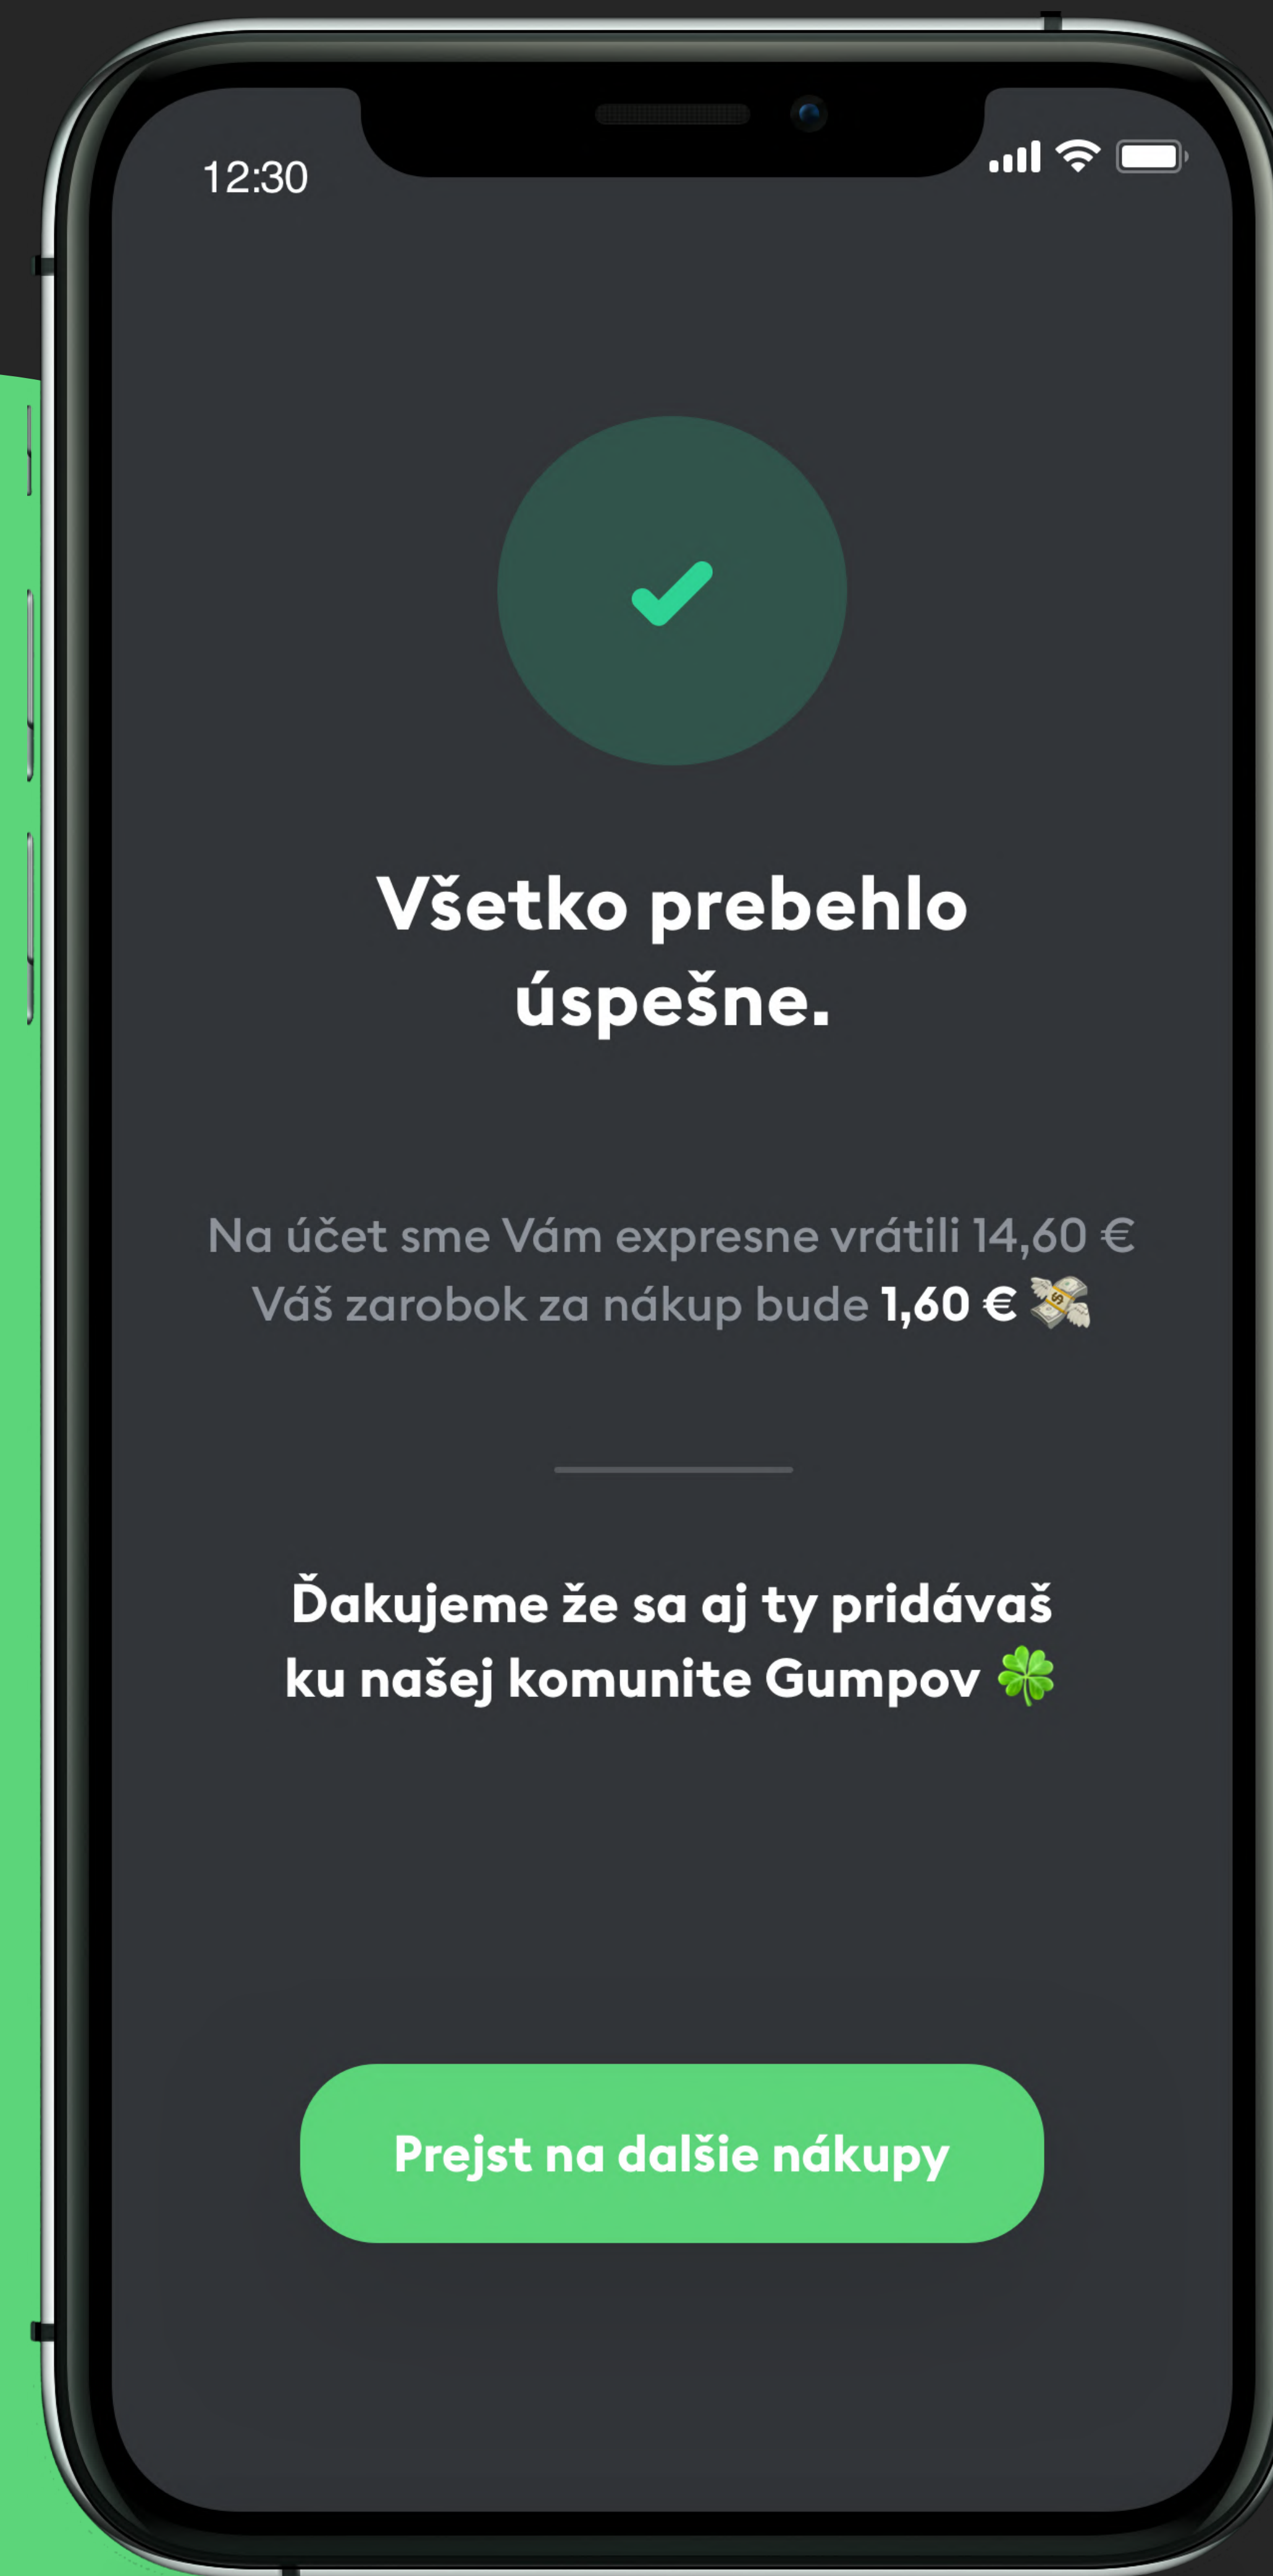 12:30
Všetko prebehlo
úspešne.
Na účet sme Vám expresne vrátili 14,60 €
Váš zarobok za nákup bude 1,60 € 💸
Ďakujeme že sa aj ty pridávaš
ku našej komunite Gumpov 🍀
Prejst na dalšie nákupy